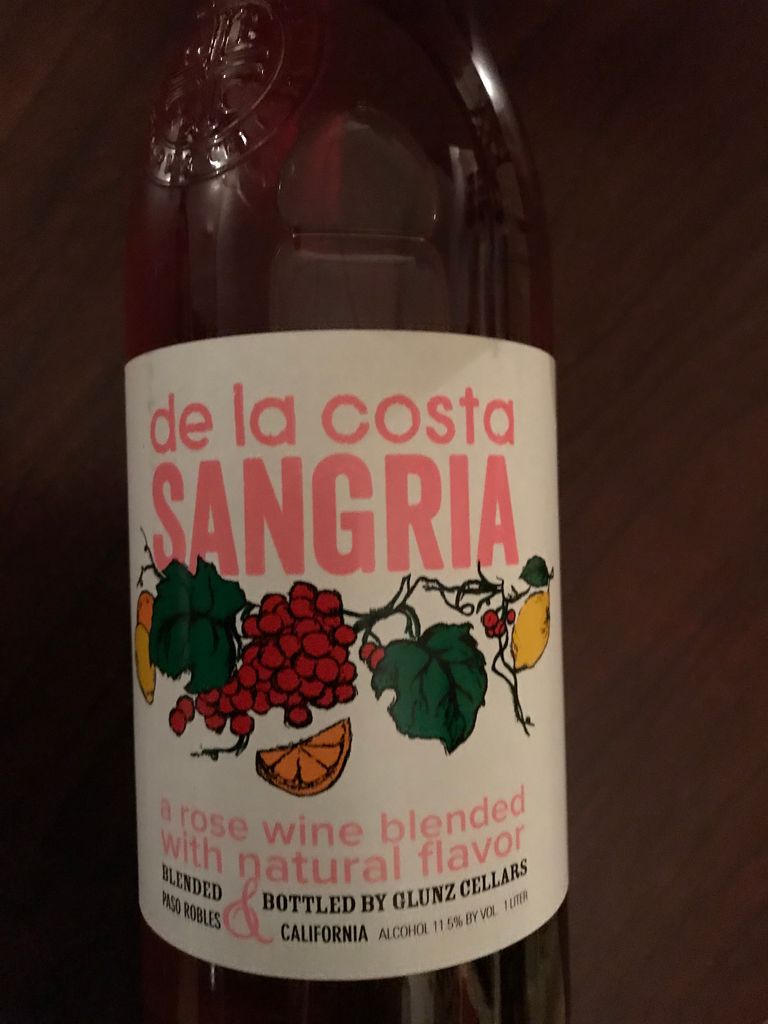 de la costa
SANGRIA
a rose wine blended
with natural flavor
BLENDED & BOTTLED BY GLUNZ CELLARS
PASO ROBLES CALIFORNIA ALCOHOL 11.5% BY VOL. 1 LITER